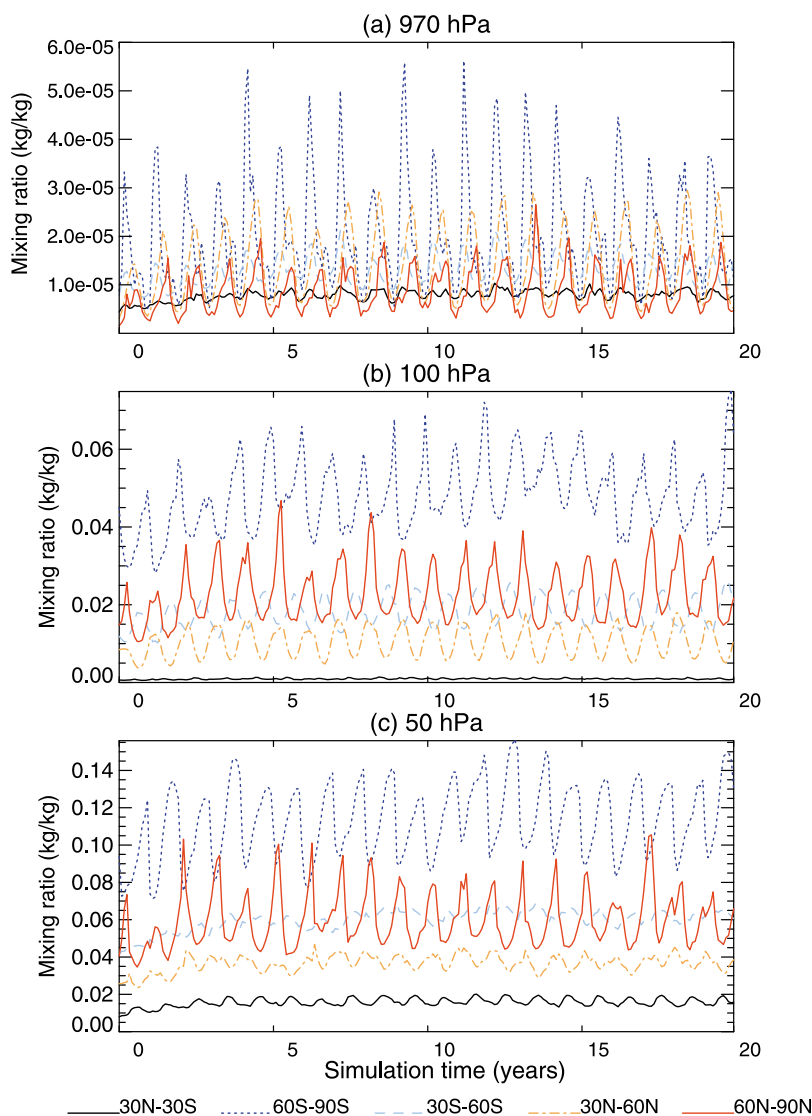 (a) 970 hPa
6.0e-05
5.0e-05
4.0e-05
3.0e-05
2.0e-05
1.0e-05
Mixing ratio (kg/kg)
0 5 10 15 20
(b) 100 hPa
0.06
0.04
0.02
0.00
Mixing ratio (kg/kg)
0 5 10 15 20
(c) 50 hPa
0.14
0.12
0.10
0.08
0.06
0.04
0.02
0.00
Mixing ratio (kg/kg)
0 5 10 15 20
Simulation time (years)
30N-30S 60S-90S 30S-60S 30N-60N 60N-90N